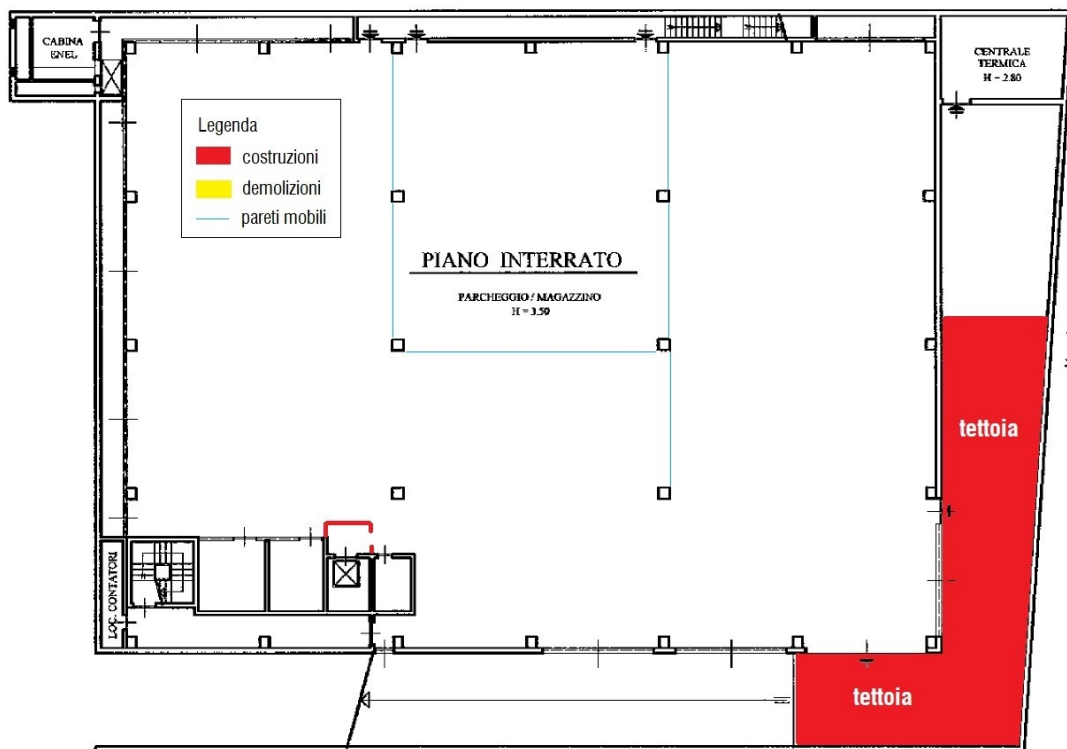 CABINA
ENEL
CENTRALE
TERMICA
H = 2.80
Legenda
costruzioni
demolizioni
pareti mobili
PIANO INTERRATO
PARCHEGGIO / MAGAZZINO
H = 3.50
tettoia
LOC. CONTATORI
tettoia